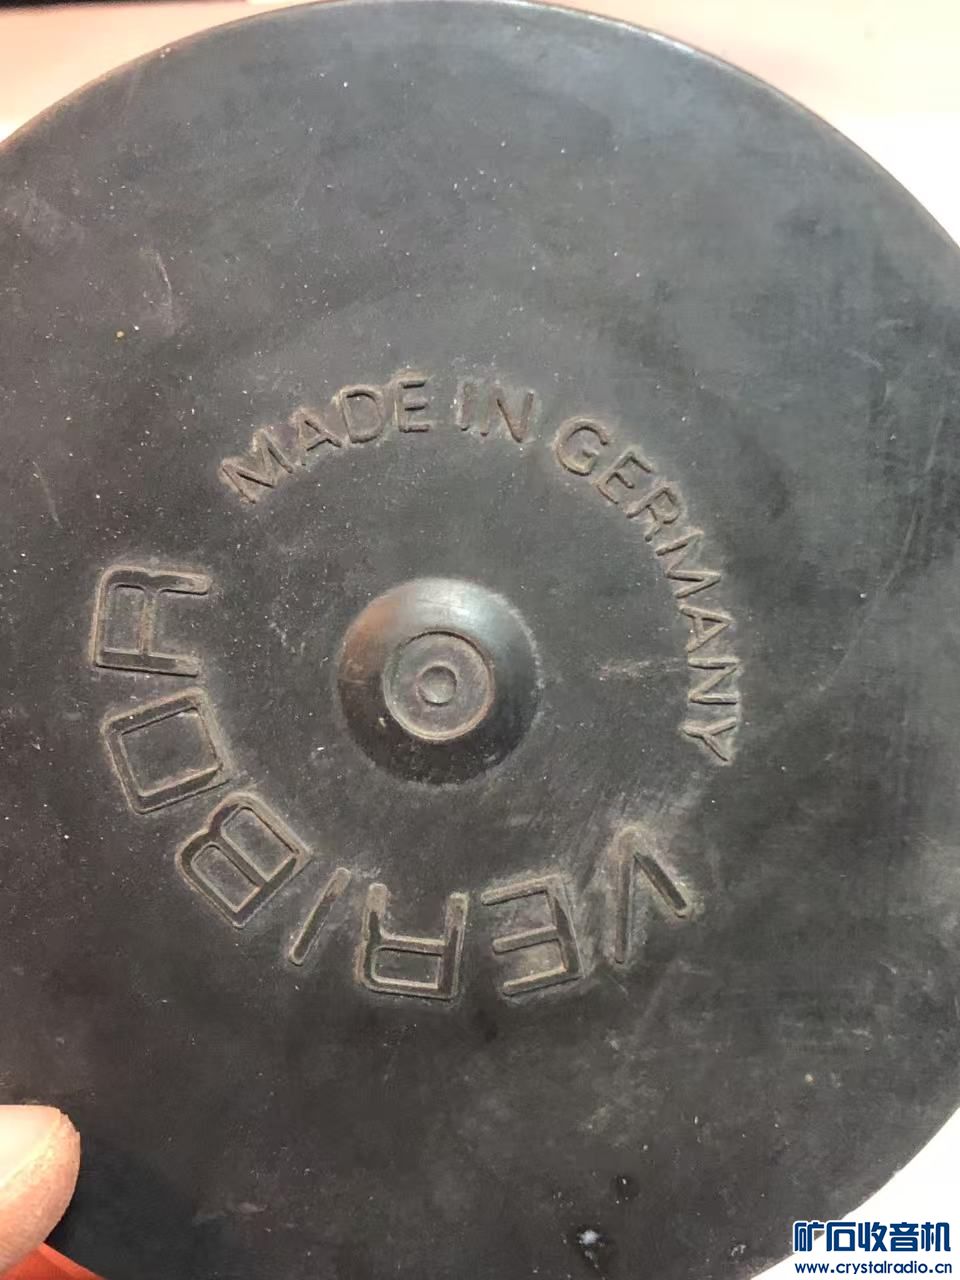 MADE IN GERMANY
VERIBOR
矿石收音机
www.crystalradio.cn